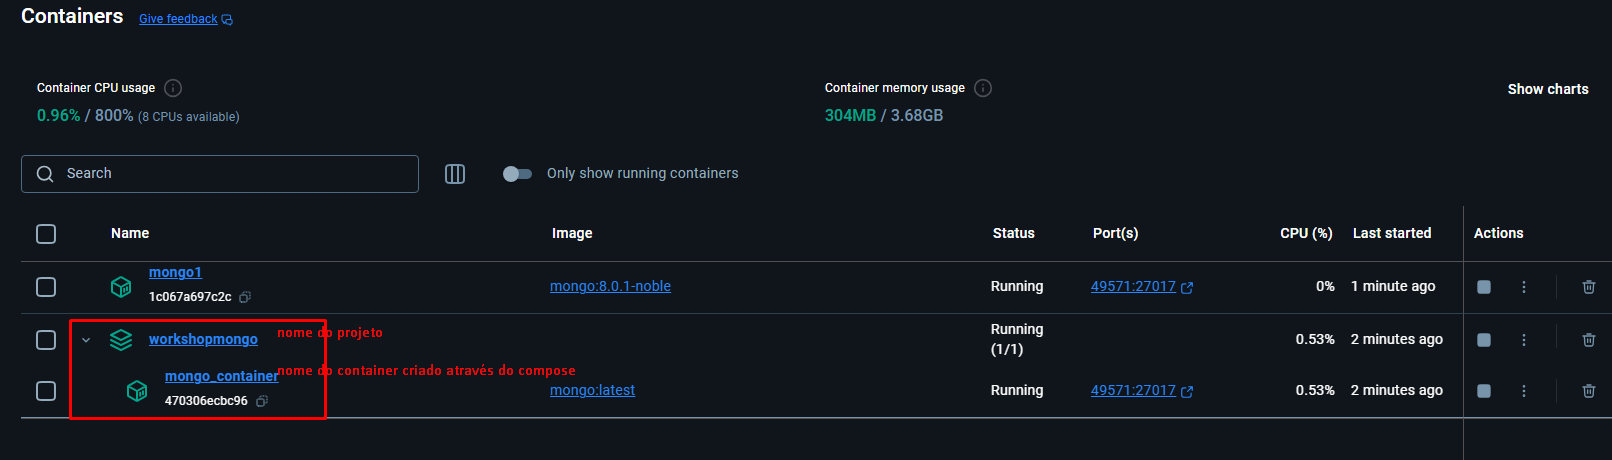 Containers Give feedback
Container CPU usage Container memory usage Show charts
0.96% / 800% (8 CPUs available) 304MB / 3.68GB
Search Only show running containers
Name Image Status Port(s) CPU (%) Last started Actions
mongo1
1c067a697c2c mongo:8.0.1-noble Running 49571:27017 0% 1 minute ago
workshopmongo nome do projeto Running
(1/1) 0.53% 2 minutes ago
mongo_container nome do container criado através do compose
470306ecbc96 mongo:latest Running 49571:27017 0.53% 2 minutes ago